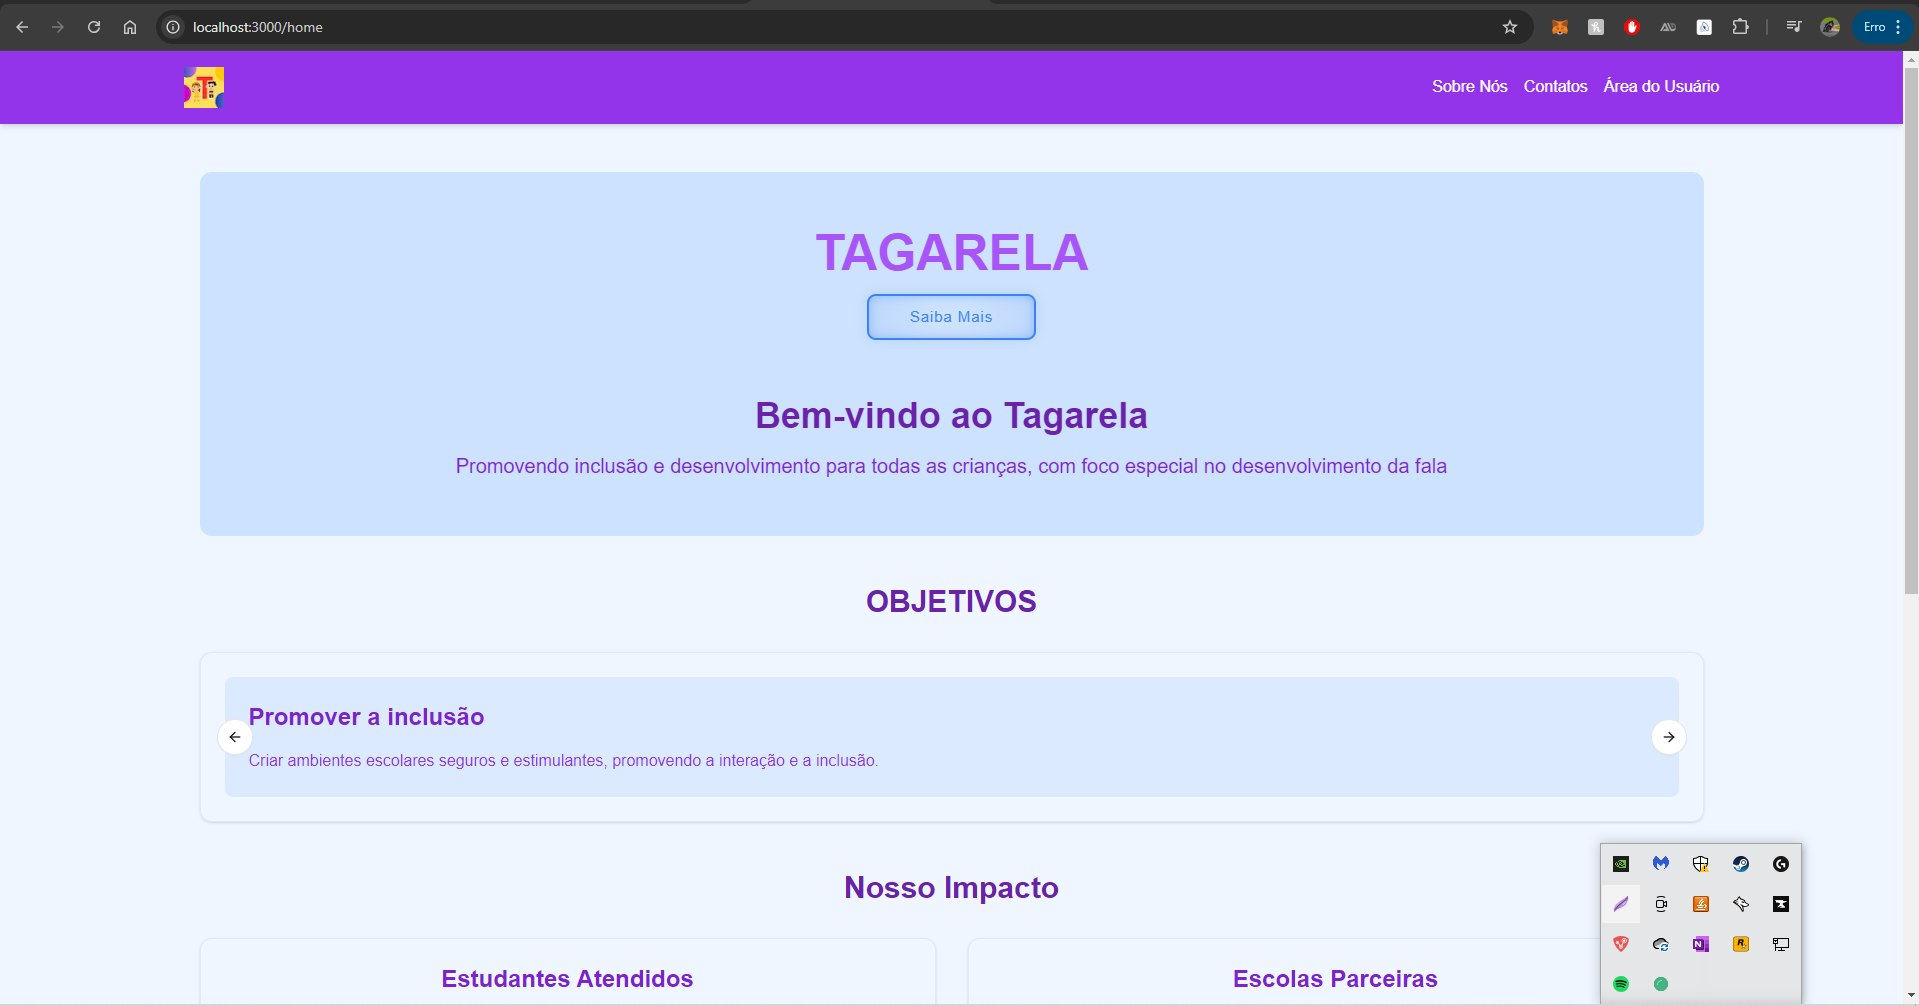 localhost:3000/home
Erro
T
Sobre Nós Contatos Área do Usuário
TAGARELA
Saiba Mais
Bem-vindo ao Tagarela
Promovendo inclusão e desenvolvimento para todas as crianças, com foco especial no desenvolvimento da fala
OBJETIVOS
Promover a inclusão
Criar ambientes escolares seguros e estimulantes, promovendo a interação e a inclusão.
Nosso Impacto
Estudantes Atendidos
Escolas Parceiras